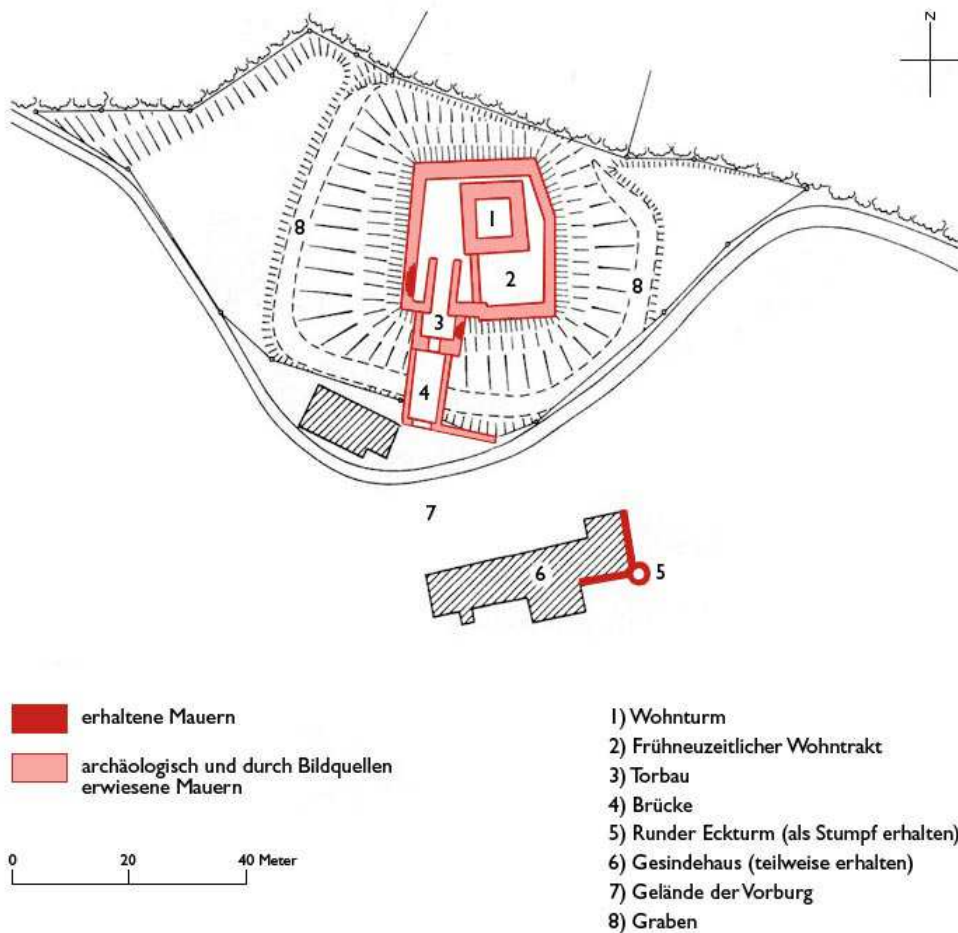 N
1
8
2
8
3
4
7
5
6
erhaltene Mauern
archäologisch und durch Bildquellen
erwiesene Mauern
0 20 40 Meter
1) Wohnturm
2) Frühneuzeitlicher Wohntrakt
3) Torbau
4) Brücke
5) Runder Eckturm (als Stumpf erhalten)
6) Gesindehaus (teilweise erhalten)
7) Gelände der Vorburg
8) Graben